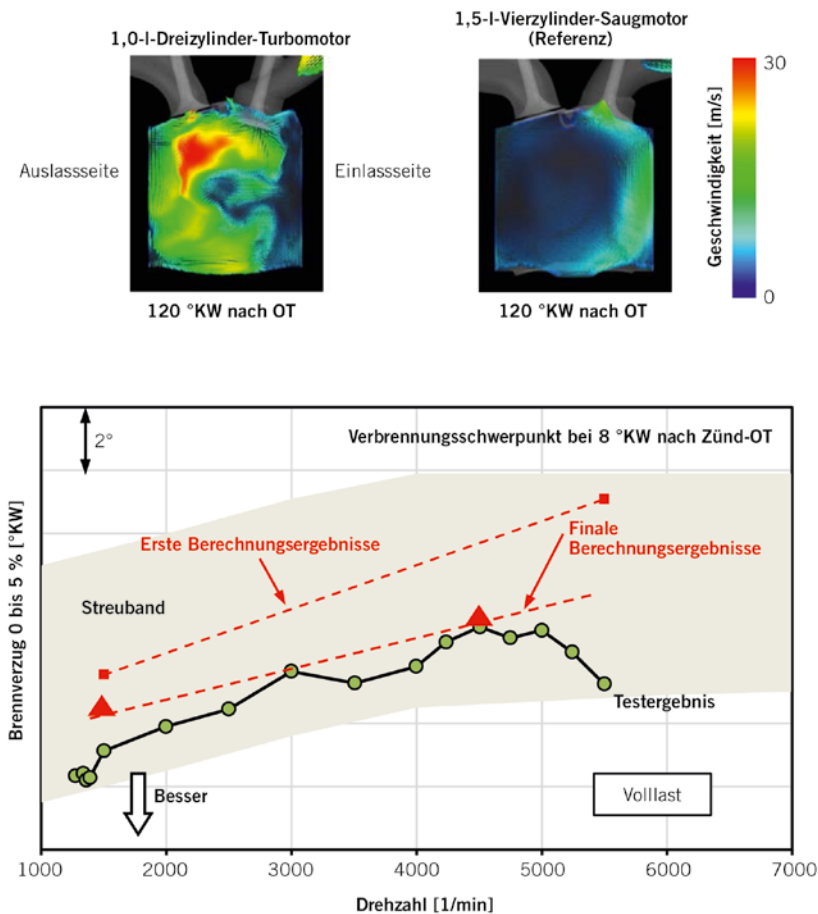 1,0-l-Dreizylinder-Turbomotor
1,5-l-Vierzylinder-Saugmotor
(Referenz)
Auslassseite
Einlassseite
120 °KW nach OT
120 °KW nach OT
Geschwindigkeit [m/s]
30
0
2°
Verbrennungsschwerpunkt bei 8 °KW nach Zünd-OT
Erste Berechnungsergebnisse
Finale
Berechnungsergebnisse
Streuband
Testergebnis
Besser
Volllast
Brennverzug 0 bis 5 % [°KW]
1000
2000
3000
4000
5000
6000
7000
Drehzahl [1/min]